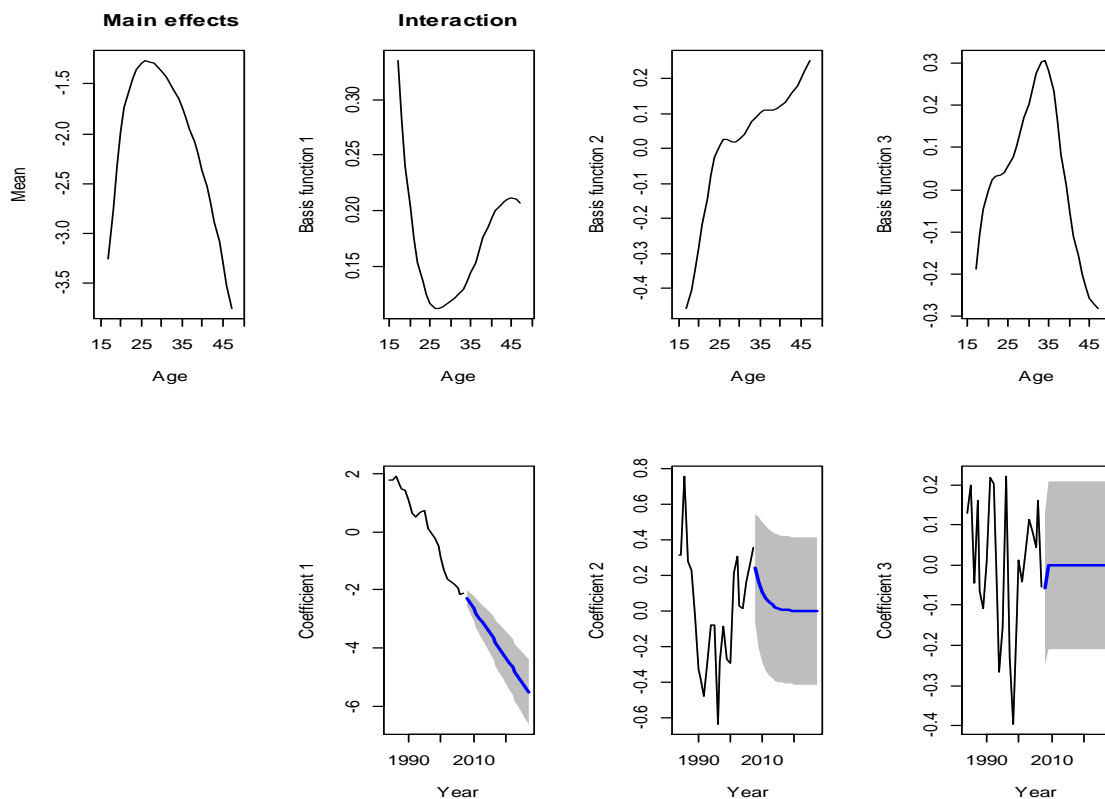 Main effects
Interaction
Mean
-3.5 -3.0 -2.5 -2.0 -1.5
15 25 35 45
Age
Basis function 1
0.15 0.20 0.25 0.30
15 25 35 45
Age
Basis function 2
-0.4 -0.3 -0.2 -0.1 0.0 0.1 0.2
15 25 35 45
Age
Basis function 3
-0.3 -0.2 -0.1 0.0 0.1 0.2 0.3
15 25 35 45
Age
Coefficient 1
-6 -4 -2 0 2
1990 2010
Year
Coefficient 2
-0.6 -0.4 -0.2 0.0 0.2 0.4 0.6 0.8
1990 2010
Year
Coefficient 3
-0.4 -0.3 -0.2 -0.1 0.0 0.1 0.2
1990 2010
Year